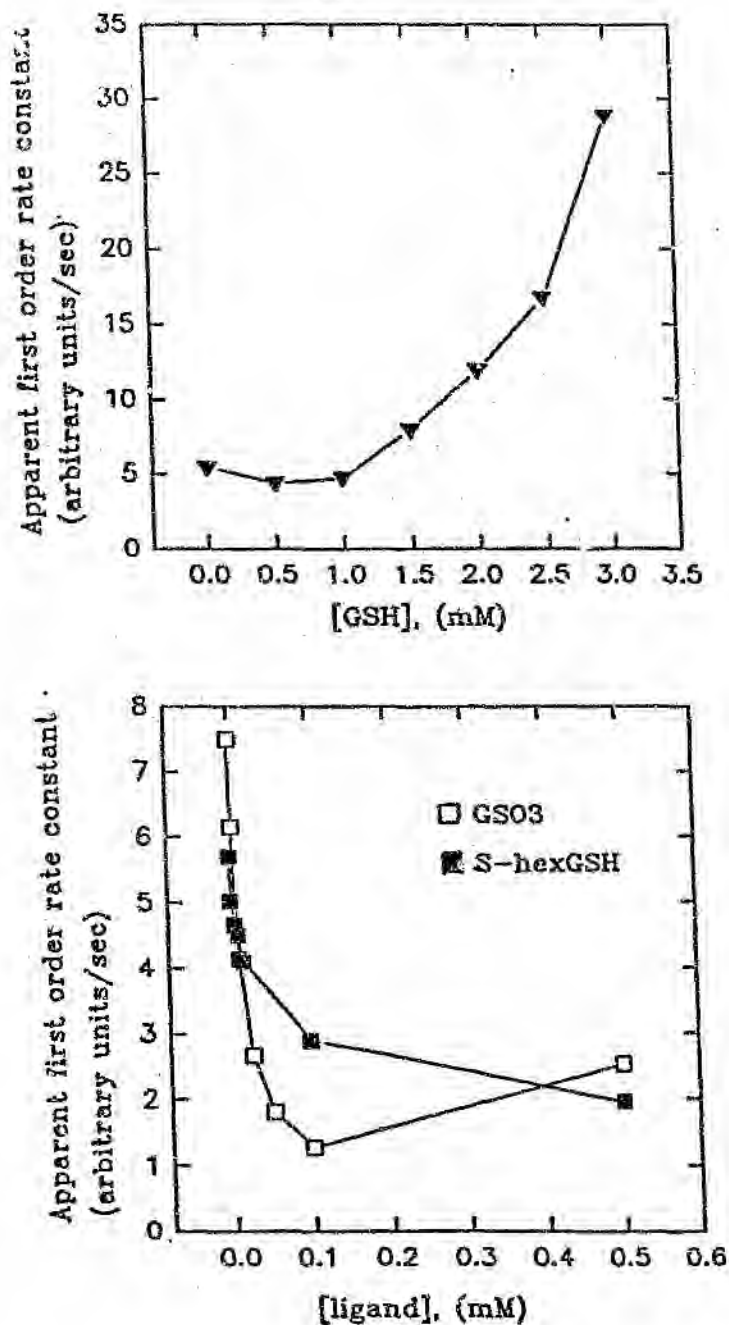 Apparent first order rate constant
(arbitrary units/sec)
35
30
25
20
15
10
5
0
0.0 0.5 1.0 1.5 2.0 2.5 3.0 3.5
[GSH], (mM)
Apparent first order rate constant
(arbitrary units/sec)
8
7
6
5
4
3
2
1
0
GSO3
S-hexGSH
0.0 0.1 0.2 0.3 0.4 0.5 0.6
[ligand], (mM)